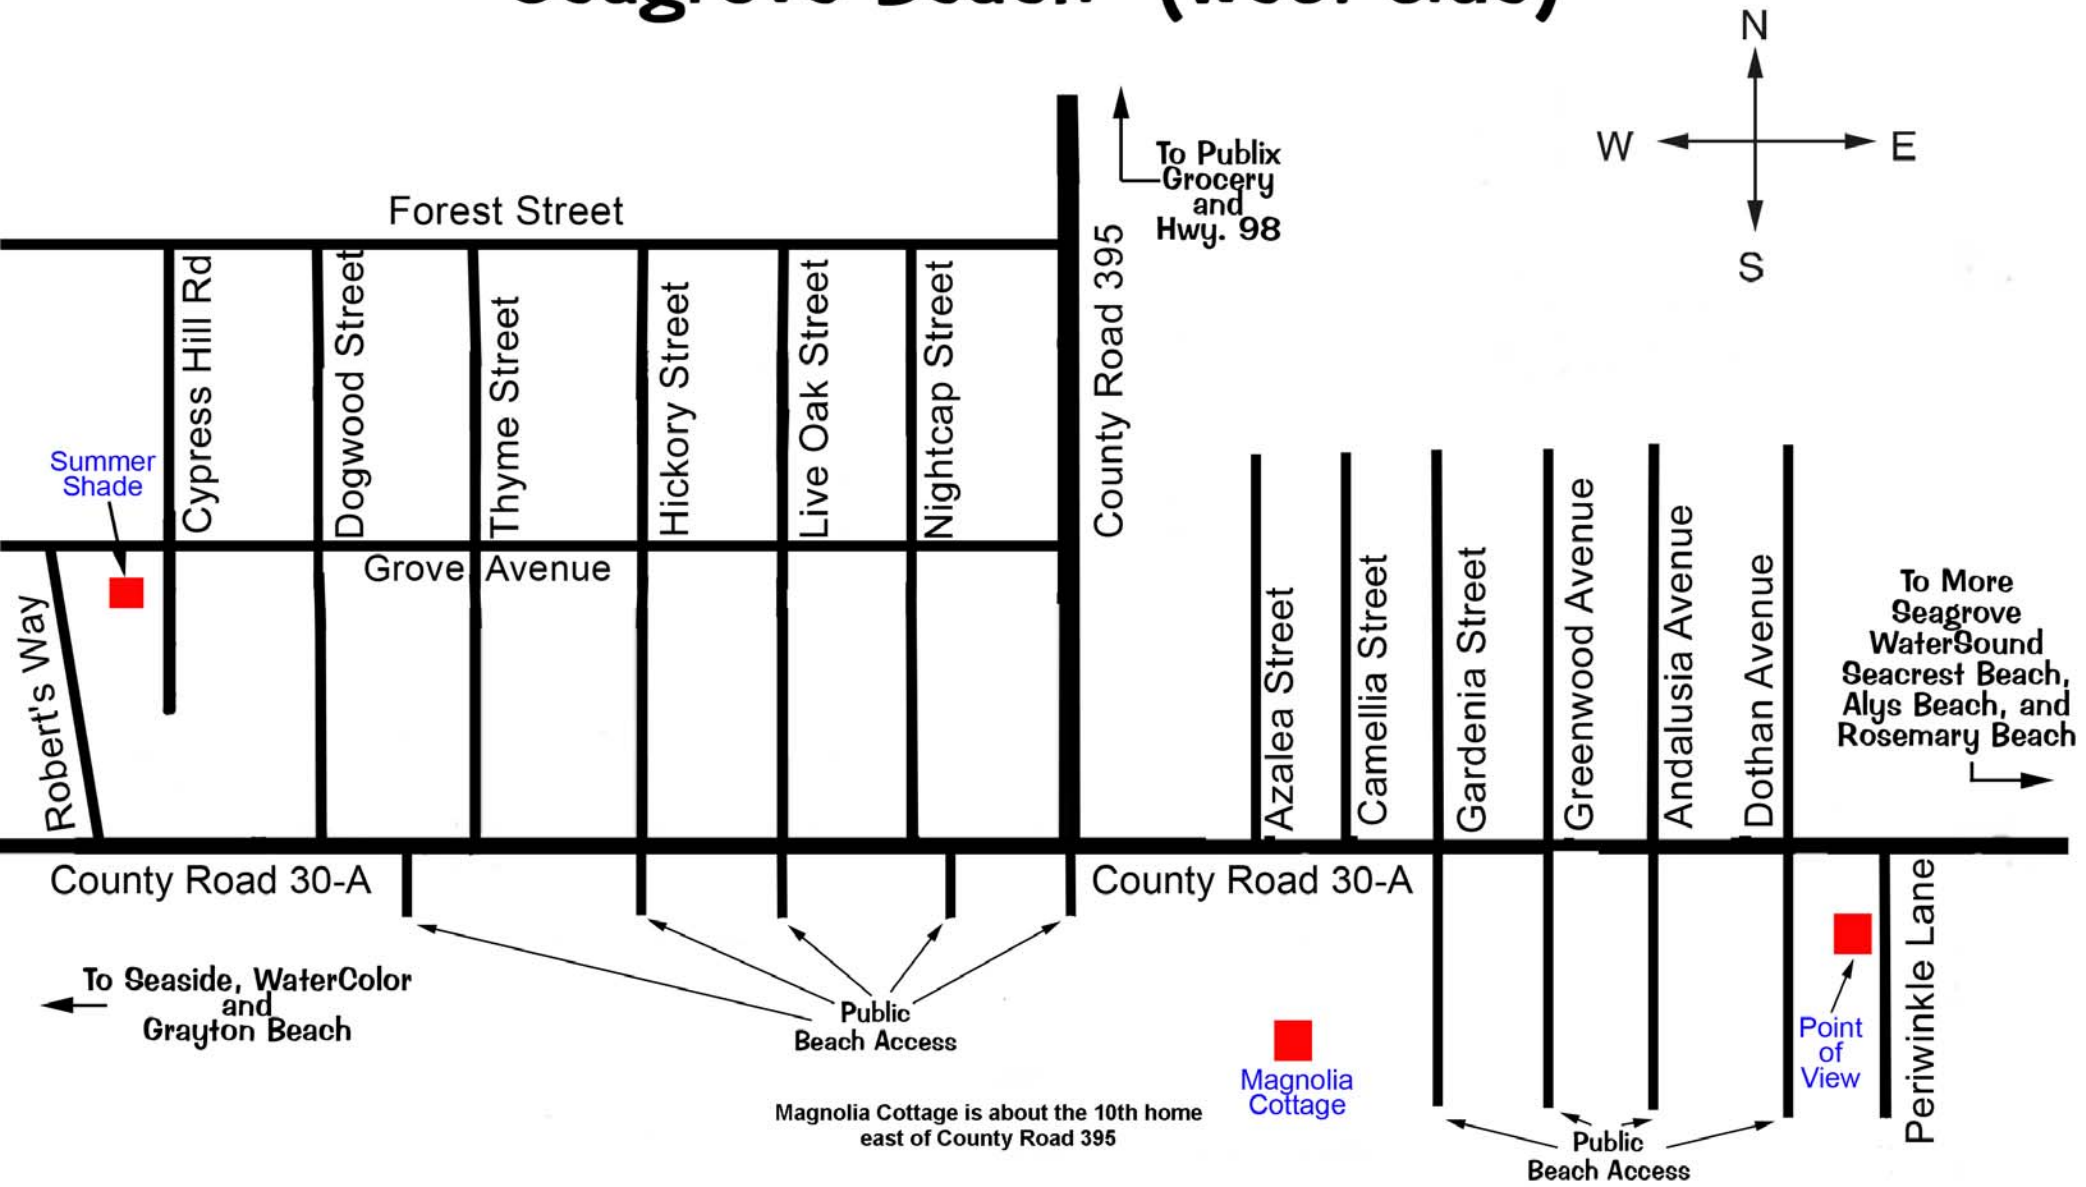 Seagrove Beach (west side)
N
W
E
S
To Publix
Grocery
and
Hwy. 98
Forest Street
County Road 395
Cypress Hill Rd
Dogwood Street
Thyme Street
Hickory Street
Live Oak Street
Nightcap Street
Summer
Shade
Grove Avenue
Robert's Way
Azalea Street
Camellia Street
Gardenia Street
Greenwood Avenue
Andalusia Avenue
Dothan Avenue
To More
Seagrove
WaterSound
Seacrest Beach,
Alys Beach, and
Rosemary Beach
County Road 30-A
County Road 30-A
Periwinkle Lane
To Seaside, WaterColor
and
Grayton Beach
Public
Beach Access
Magnolia
Cottage
Point
of
View
Magnolia Cottage is about the 10th home
east of County Road 395
Public
Beach Access